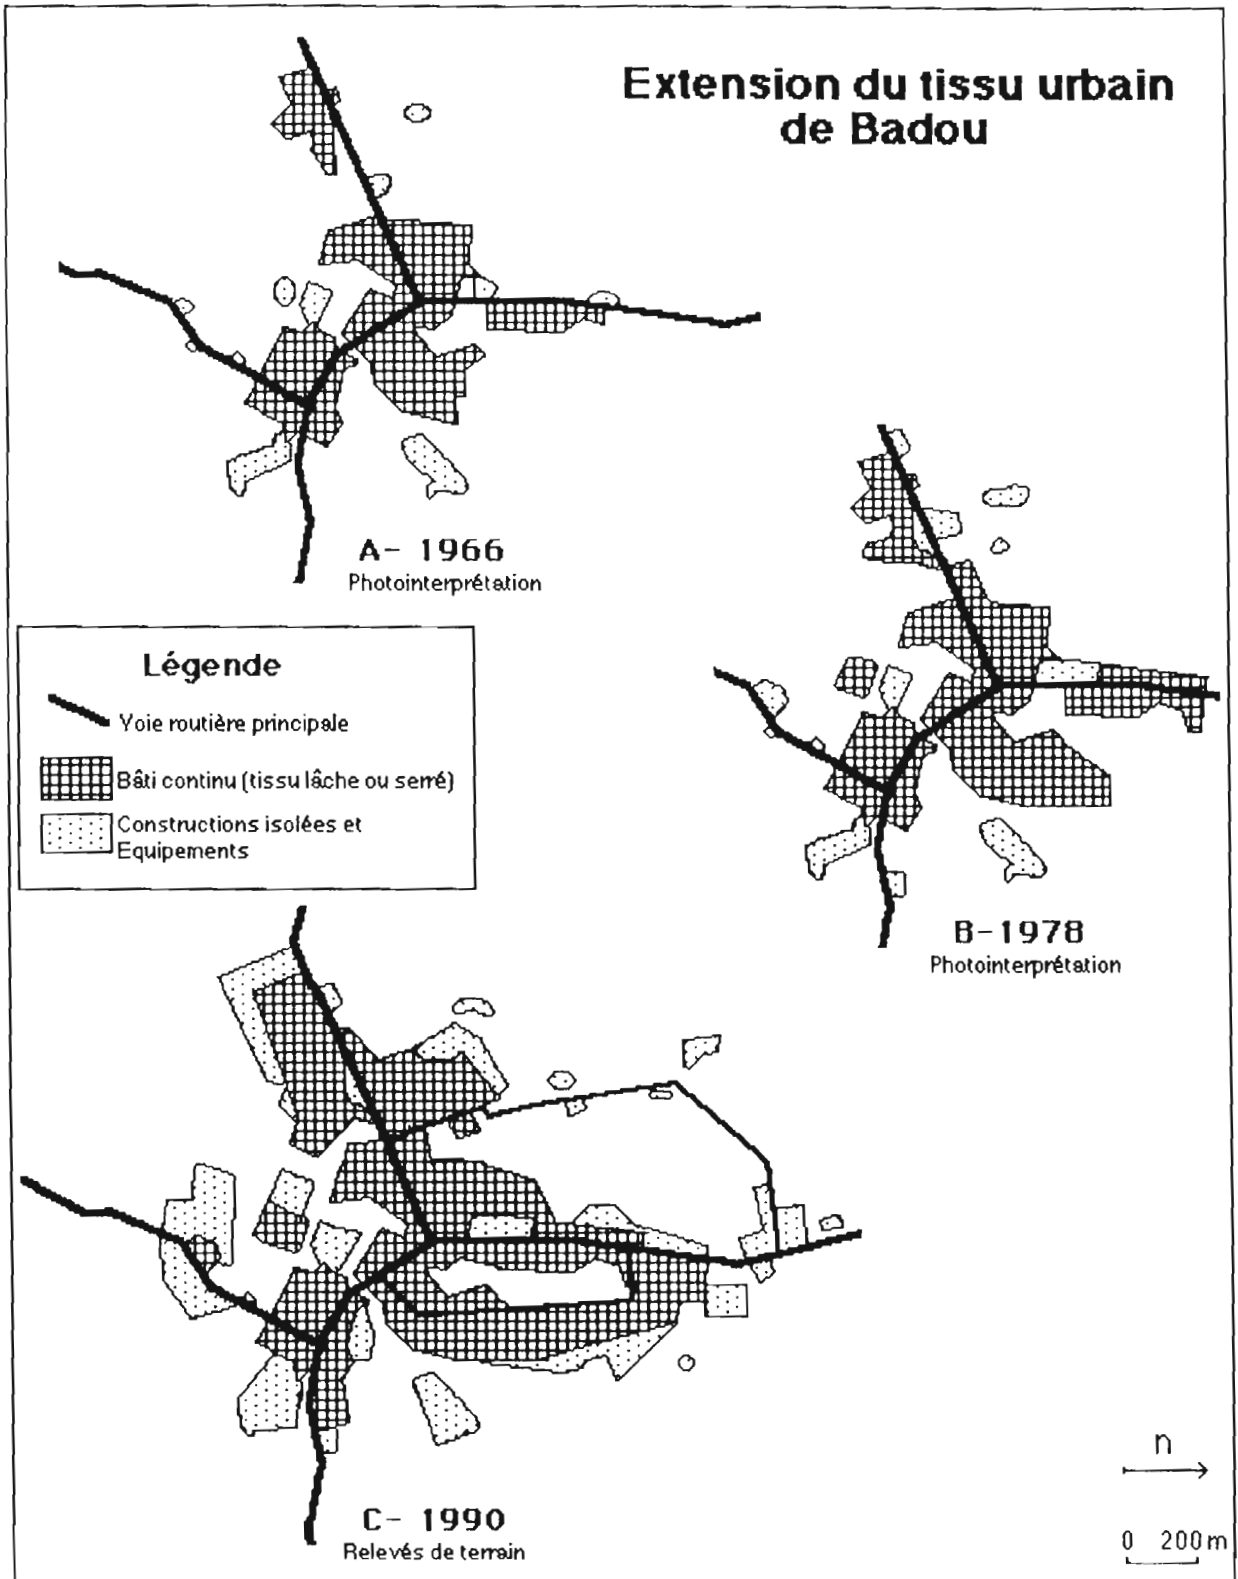 Extension du tissu urbain
de Badou
A- 1966
Photointerprétation
Légende
Voie routière principale
Bâti continu (tissu lâche ou serré)
Constructions isolées et
Equipements
B-1978
Photointerprétation
C- 1990
Relevés de terrain
n
0 200 m